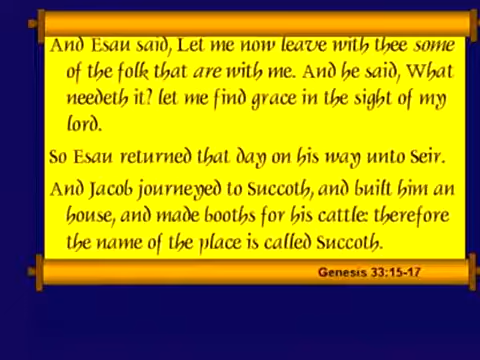 And Esau said, Let me now leave with thee some
of the folk that are with me. And he said, What
needeth it? let me find grace in the sight of my
lord.
So Esau returned that day on his way unto Seir.
And Jacob journeyed to Succoth, and built him an
house, and made booths for his cattle: therefore
the name of the place is called Succoth.
Genesis 33:15-17